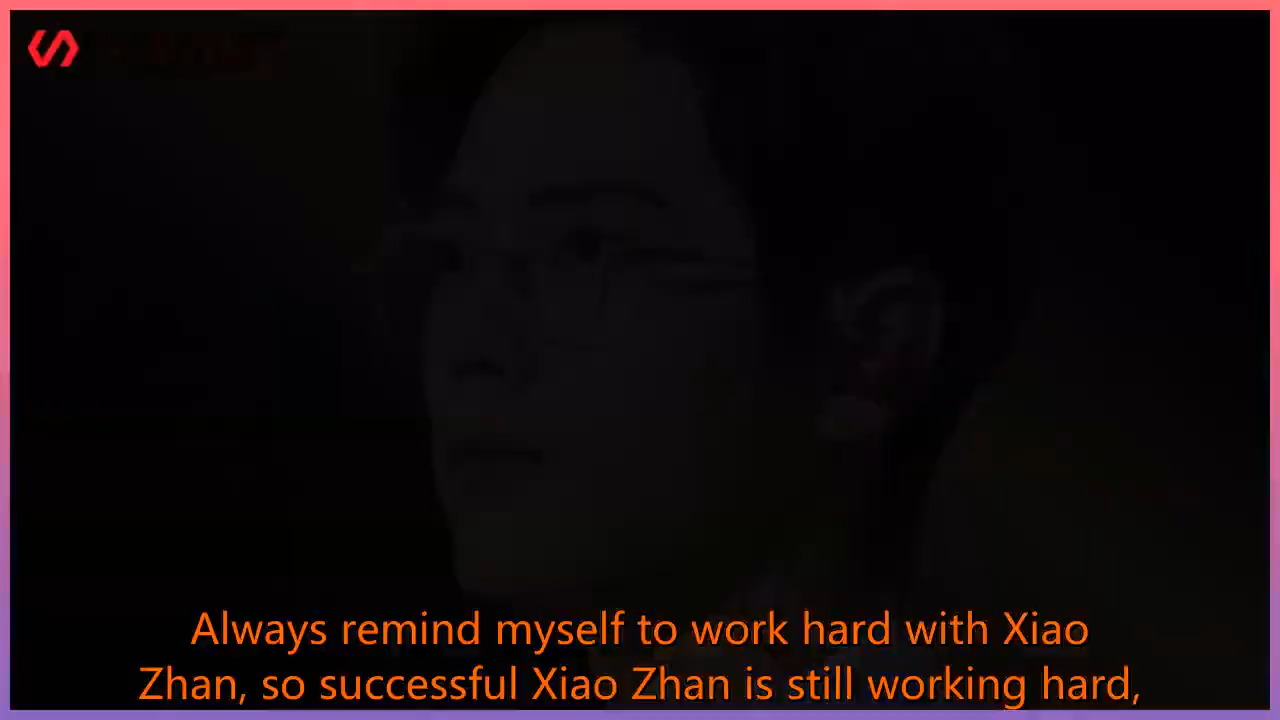 Always remind myself to work hard with Xiao
Zhan, so successful Xiao Zhan is still working hard,